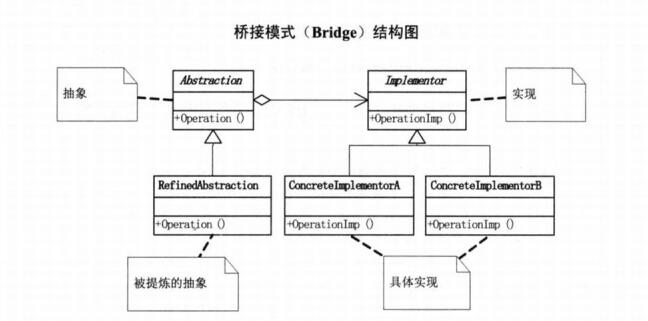 桥接模式（Bridge）结构图
抽象
Abstraction
+Operation ()
Implementor
+OperationImp ()
实现
RefinedAbstraction
+Operation ()
ConcreteImplementorA
+OperationImp ()
ConcreteImplementorB
+OperationImp ()
被提炼的抽象
具体实现